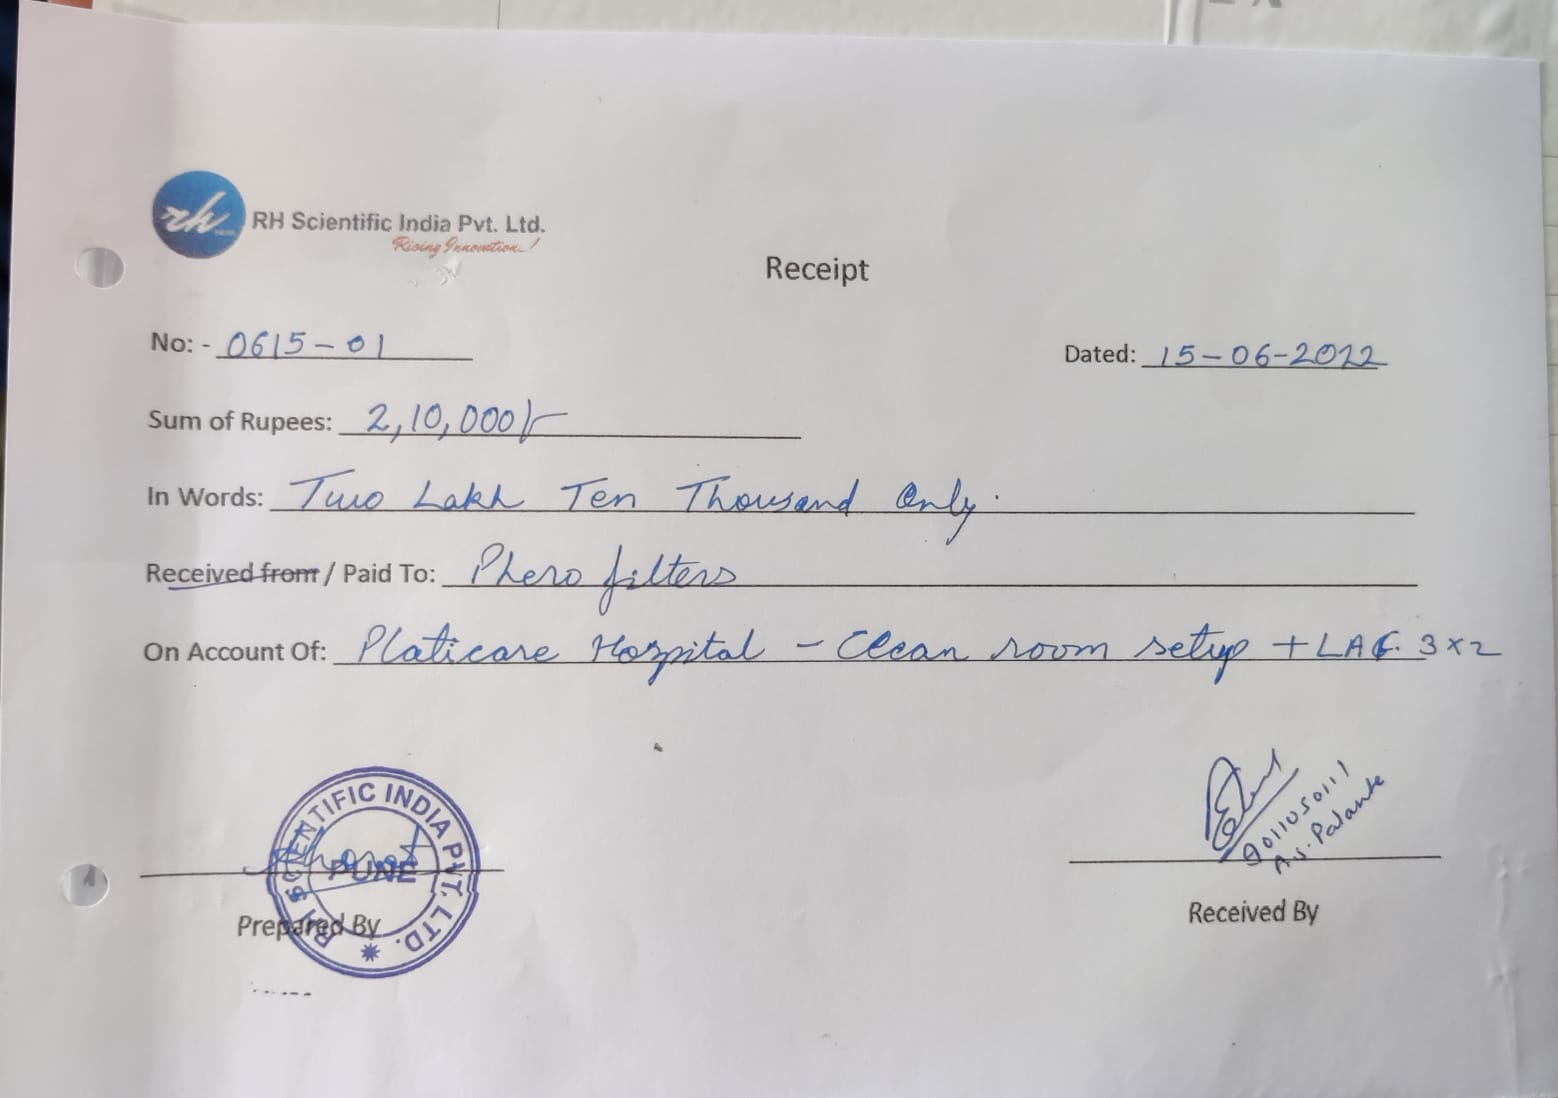 rh
RH Scientific India Pvt. Ltd.
Rising Innovation..!
Receipt
No: - 0615-01
Dated: 15-06-2022
Sum of Rupees: 2,10,000/-
In Words: Two Lakh Ten Thousand Only.
Received from / Paid To: Phero filters
On Account Of: Platicare Hospital - Clean room setup + LAF. 3x2
RH SCIENTIFIC INDIA PVT. LTD.
PUNE
Prepared By
9011050111
A.S. Palante
Received By